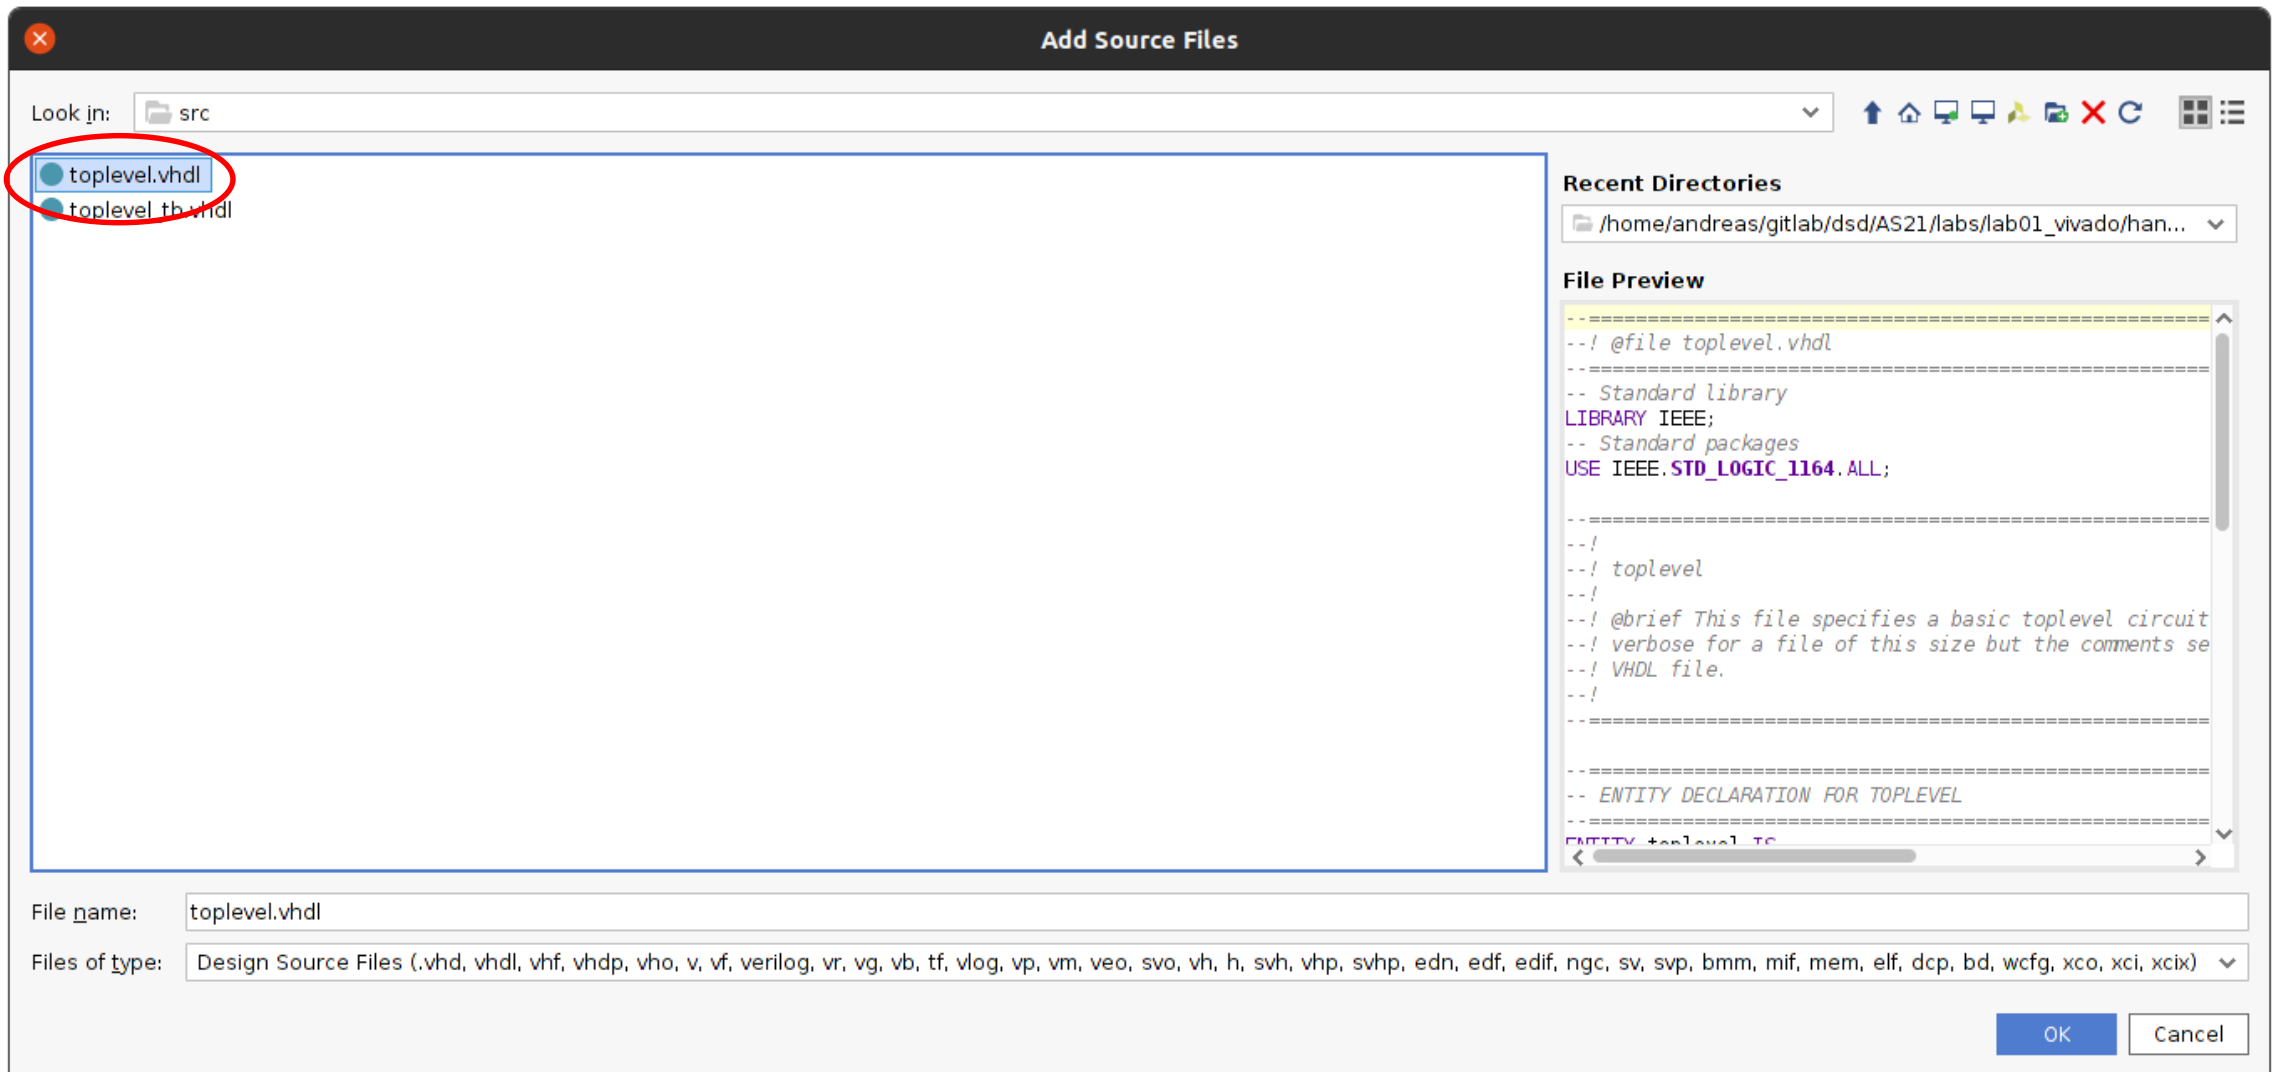 Add Source Files
Look in: src
toplevel.vhdl
toplevel_tb.vhdl
Recent Directories
/home/andreas/gitlab/dsd/AS21/labs/lab01_vivado/han...
File Preview
--====================================================
--! @file toplevel.vhdl
--====================================================
-- Standard library
LIBRARY IEEE;
-- Standard packages
USE IEEE.STD_LOGIC_1164.ALL;
--====================================================
--!
--! toplevel
--!
--! @brief This file specifies a basic toplevel circuit
--! verbose for a file of this size but the comments se
--! VHDL file.
--!
--====================================================
--====================================================
-- ENTITY DECLARATION FOR TOPLEVEL
--====================================================
ENTITY toplevel IS
File name: toplevel.vhdl
Files of type: Design Source Files (.vhd, vhdl, vhf, vhdp, vho, v, vf, verilog, vr, vg, vb, tf, vlog, vp, vm, veo, svo, vh, h, svh, vhp, svhp, edn, edf, edif, ngc, sv, svp, bmm, mif, mem, elf, dcp, bd, wcfg, xco, xci, xcix)
OK Cancel